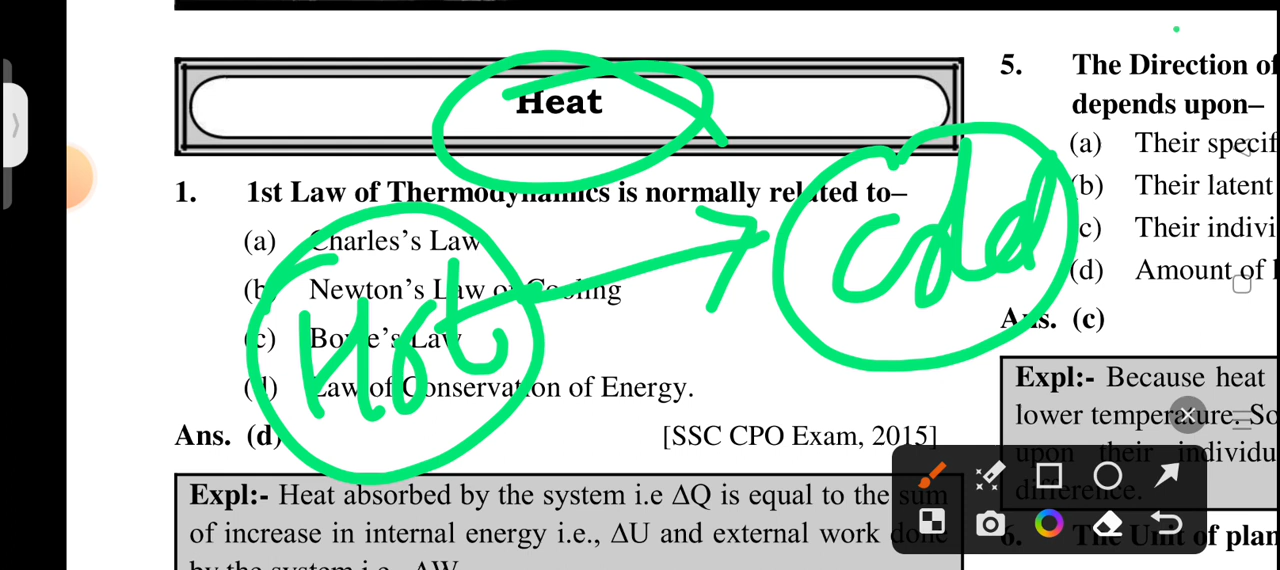 Heat
1. 1st Law of Thermodynamics is normally related to–
(a) Charles's Law
(b) Newton's Law of Cooling
(c) Boyle's Law
(d) Law of Conservation of Energy.
Ans. (d) [SSC CPO Exam, 2015]
Expl:- Heat absorbed by the system i.e ΔQ is equal to the sum
of increase in internal energy i.e., ΔU and external work done
by the system i.e. ΔW
Hot
Cold
5. The Direction of
depends upon–
(a) Their specif
(b) Their latent
(c) Their indivi
(d) Amount of
Ans. (c)
Expl:- Because heat
lower temperature. So
upon their individu
difference.
6. The Unit of plan